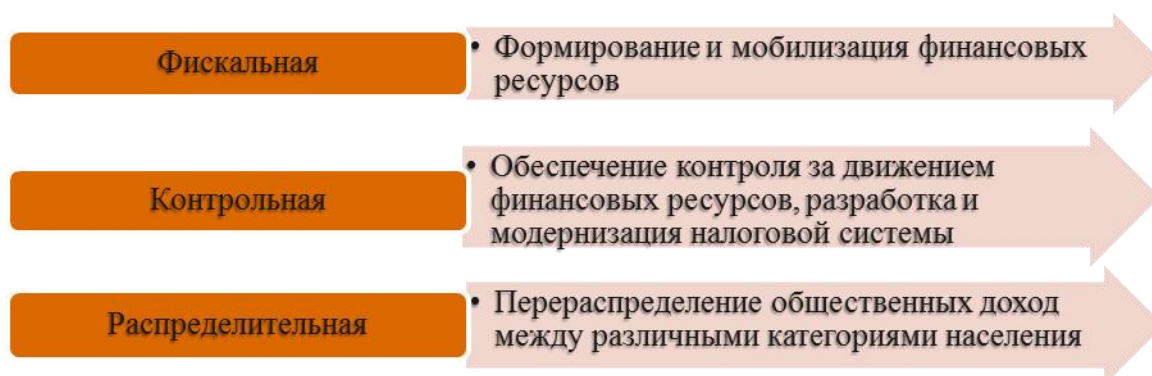 Фискальная
• Формирование и мобилизация финансовых
ресурсов
Контрольная
• Обеспечение контроля за движением
финансовых ресурсов, разработка и
модернизация налоговой системы
Распределительная
• Перераспределение общественных доход
между различными категориями населения